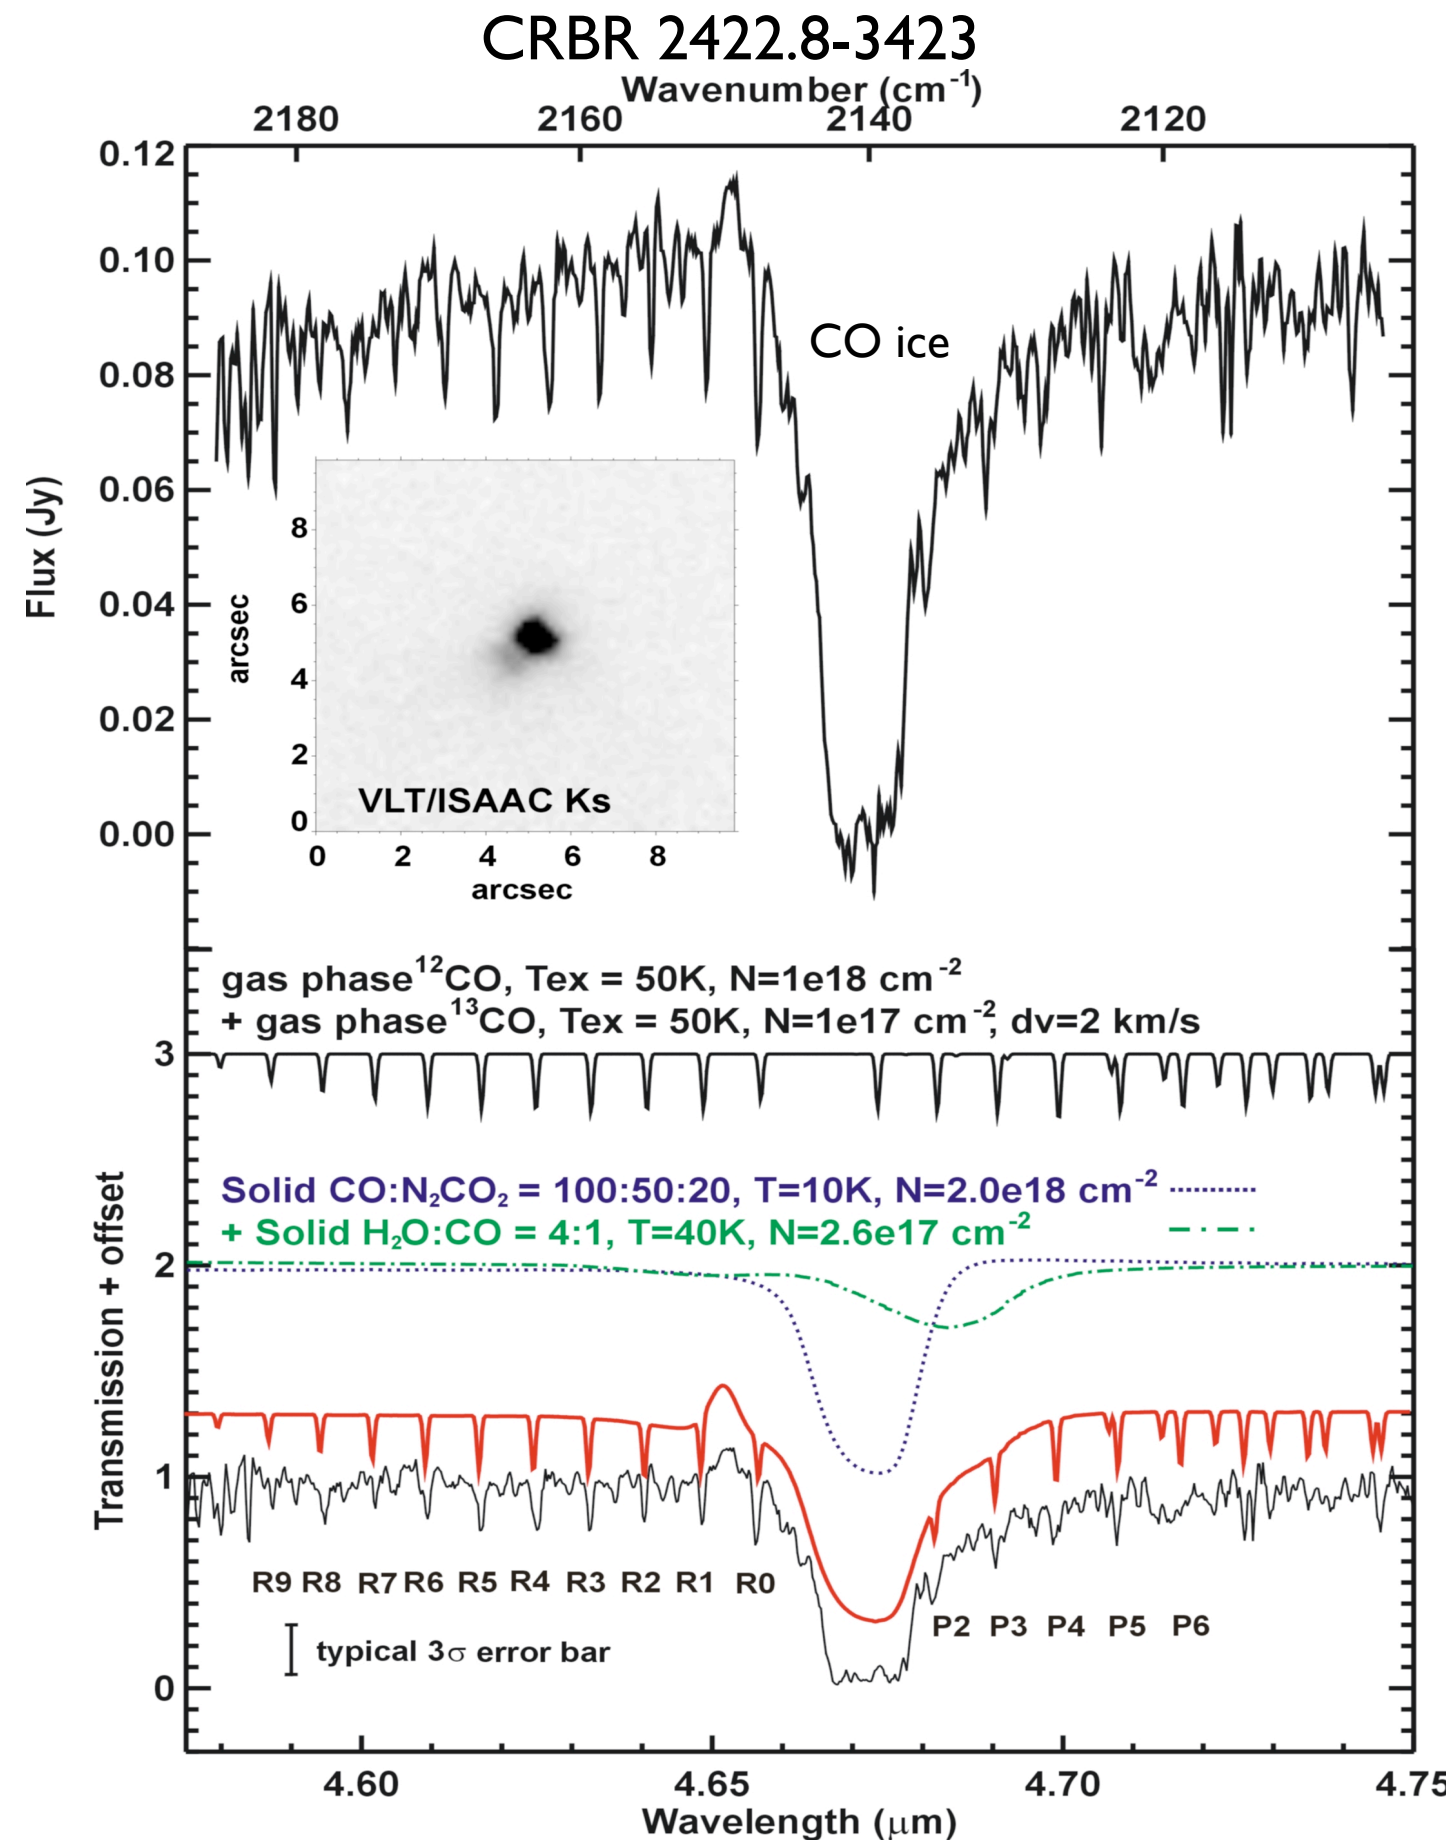 CRBR 2422.8-3423
Wavenumber (cm⁻¹)
2180 2160 2140 2120
0.12
0.10
0.08
0.06
0.04
0.02
0.00
Flux (Jy)
CO ice
8
6
4
2
0
arcsec
VLT/ISAAC Ks
0 2 4 6 8
arcsec
gas phase ¹²CO, Tex = 50K, N=1e18 cm⁻²
+ gas phase ¹³CO, Tex = 50K, N=1e17 cm⁻², dv=2 km/s
3
Solid CO:N₂CO₂ = 100:50:20, T=10K, N=2.0e18 cm⁻²
+ Solid H₂O:CO = 4:1, T=40K, N=2.6e17 cm⁻²
2
1
0
Transmission + offset
R9 R8 R7 R6 R5 R4 R3 R2 R1 R0
P2 P3 P4 P5 P6
typical 3σ error bar
4.60 4.65 4.70 4.75
Wavelength (μm)